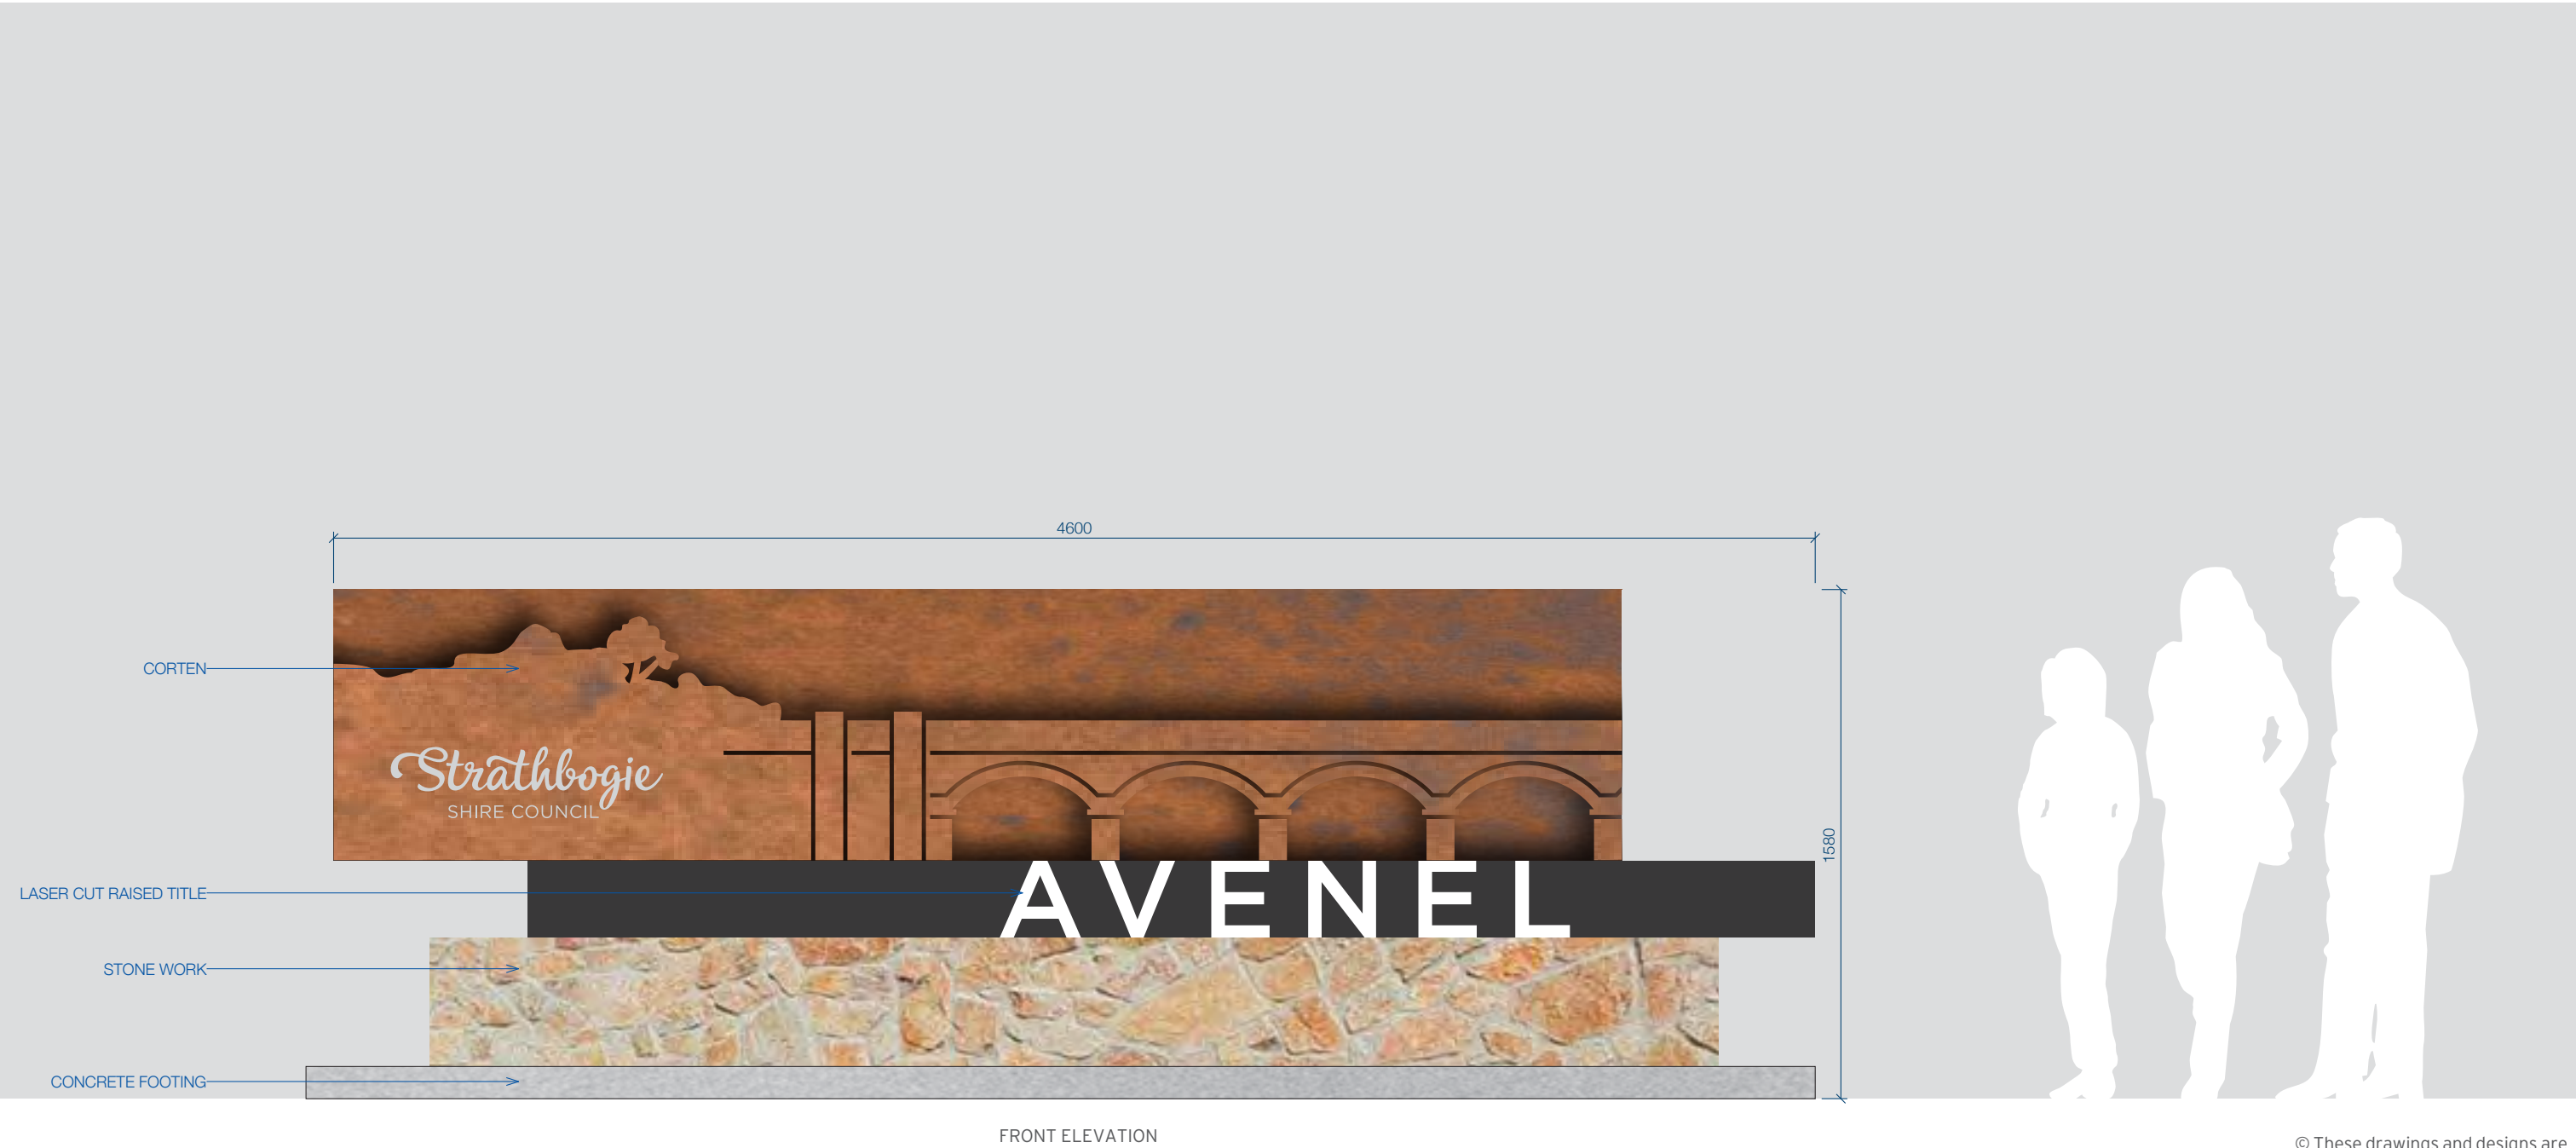 4600
CORTEN
Strathbogie
SHIRE COUNCIL
1580
LASER CUT RAISED TITLE
AVENEL
STONE WORK
CONCRETE FOOTING
FRONT ELEVATION
© These drawings and designs are